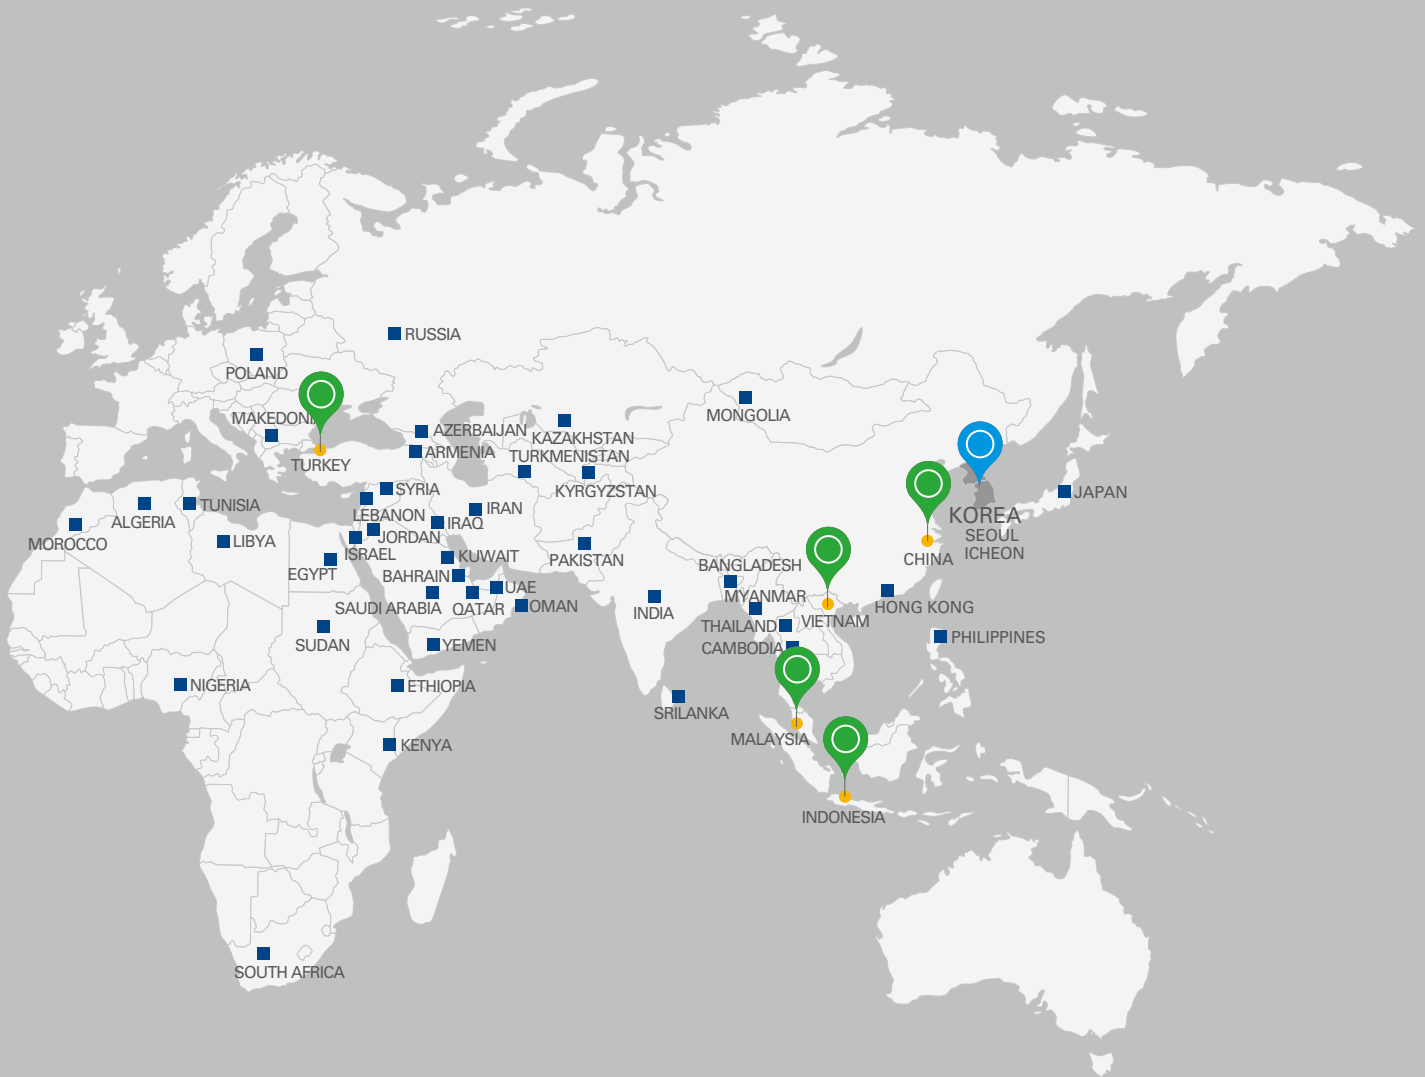 RUSSIA
POLAND
MAKEDONIA
TURKEY
AZERBAIJAN
ARMENIA
KAZAKHSTAN
TURKMENISTAN
KYRGYZSTAN
MONGOLIA
SYRIA
LEBANON
IRAN
IRAQ
JORDAN
ISRAEL
TUNISIA
ALGERIA
MOROCCO
LIBYA
EGYPT
KUWAIT
BAHRAIN
SAUDI ARABIA
QATAR
UAE
OMAN
YEMEN
SUDAN
NIGERIA
ETHIOPIA
KENYA
SOUTH AFRICA
PAKISTAN
INDIA
SRILANKA
BANGLADESH
MYANMAR
THAILAND
CAMBODIA
VIETNAM
MALAYSIA
INDONESIA
CHINA
HONG KONG
PHILIPPINES
KOREA
SEOUL
ICHEON
JAPAN